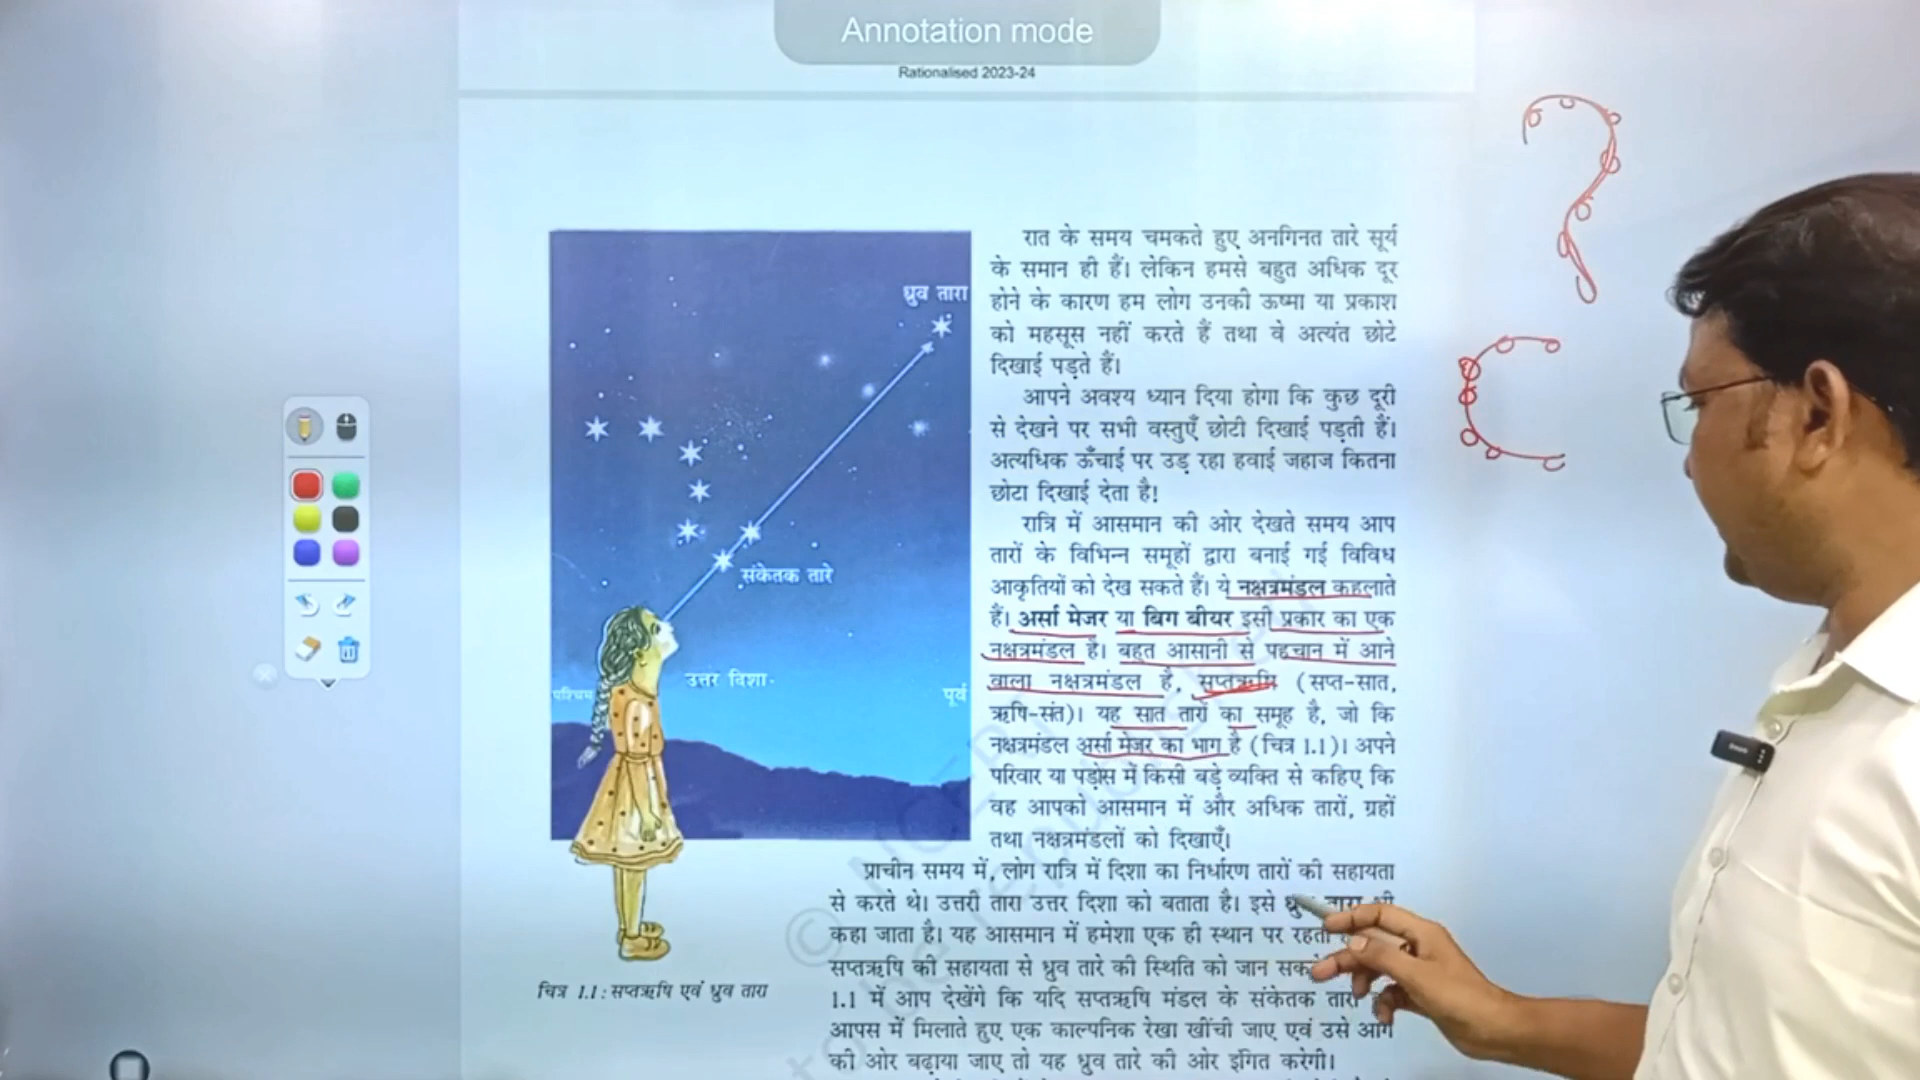 Annotation mode
Rationalised 2023-24
ध्रुव तारा
संकेतक तारे
उत्तर दिशा
पश्चिम
पूर्व
चित्र 1.1 : सप्तऋषि एवं ध्रुव तारा
रात के समय चमकते हुए अनगिनत तारे सूर्य
के समान ही हैं। लेकिन हमसे बहुत अधिक दूर
होने के कारण हम लोग उनकी ऊष्मा या प्रकाश
को महसूस नहीं करते हैं तथा वे अत्यंत छोटे
दिखाई पड़ते हैं।
आपने अवश्य ध्यान दिया होगा कि कुछ दूरी
से देखने पर सभी वस्तुएँ छोटी दिखाई पड़ती हैं।
अत्यधिक ऊँचाई पर उड़ रहा हवाई जहाज कितना
छोटा दिखाई देता है!
रात्रि में आसमान की ओर देखते समय आप
तारों के विभिन्न समूहों द्वारा बनाई गई विविध
आकृतियों को देख सकते हैं। ये नक्षत्रमंडल कहलाते
हैं। अर्सा मेजर या बिग बीयर इसी प्रकार का एक
नक्षत्रमंडल है। बहुत आसानी से पहचान में आने
वाला नक्षत्रमंडल है, सप्तऋषि (सप्त-सात,
ऋषि-संत)। यह सात तारों का समूह है, जो कि
नक्षत्रमंडल अर्सा मेजर का भाग है (चित्र 1.1)। अपने
परिवार या पड़ोस में किसी बड़े व्यक्ति से कहिए कि
वह आपको आसमान में और अधिक तारों, ग्रहों
तथा नक्षत्रमंडलों को दिखाएँ।
प्राचीन समय में, लोग रात्रि में दिशा का निर्धारण तारों की सहायता
से करते थे। उत्तरी तारा उत्तर दिशा को बताता है। इसे तारा भी
कहा जाता है। यह आसमान में हमेशा एक ही स्थान पर रहता
सप्तऋषि की सहायता से ध्रुव तारे की स्थिति को जान
1.1 में आप देखेंगे कि यदि सप्तऋषि मंडल के संकेतक
आपस में मिलाते हुए एक काल्पनिक रेखा खींची जाए एवं उसे आगे
की ओर बढ़ाया जाए तो यह ध्रुव तारे की ओर इंगित करेगी।